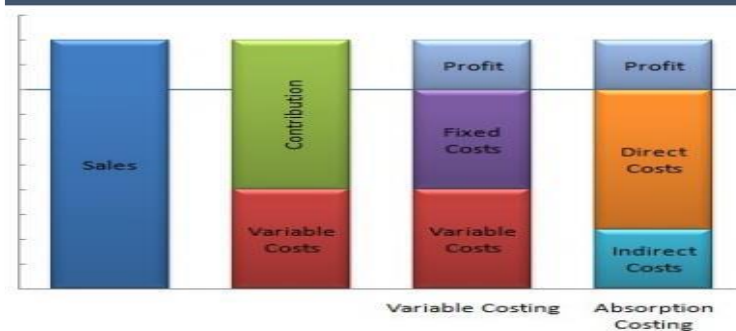 Sales
Contribution
Variable
Costs
Profit
Fixed
Costs
Variable
Costs
Profit
Direct
Costs
Indirect
Costs
Variable Costing
Absorption
Costing